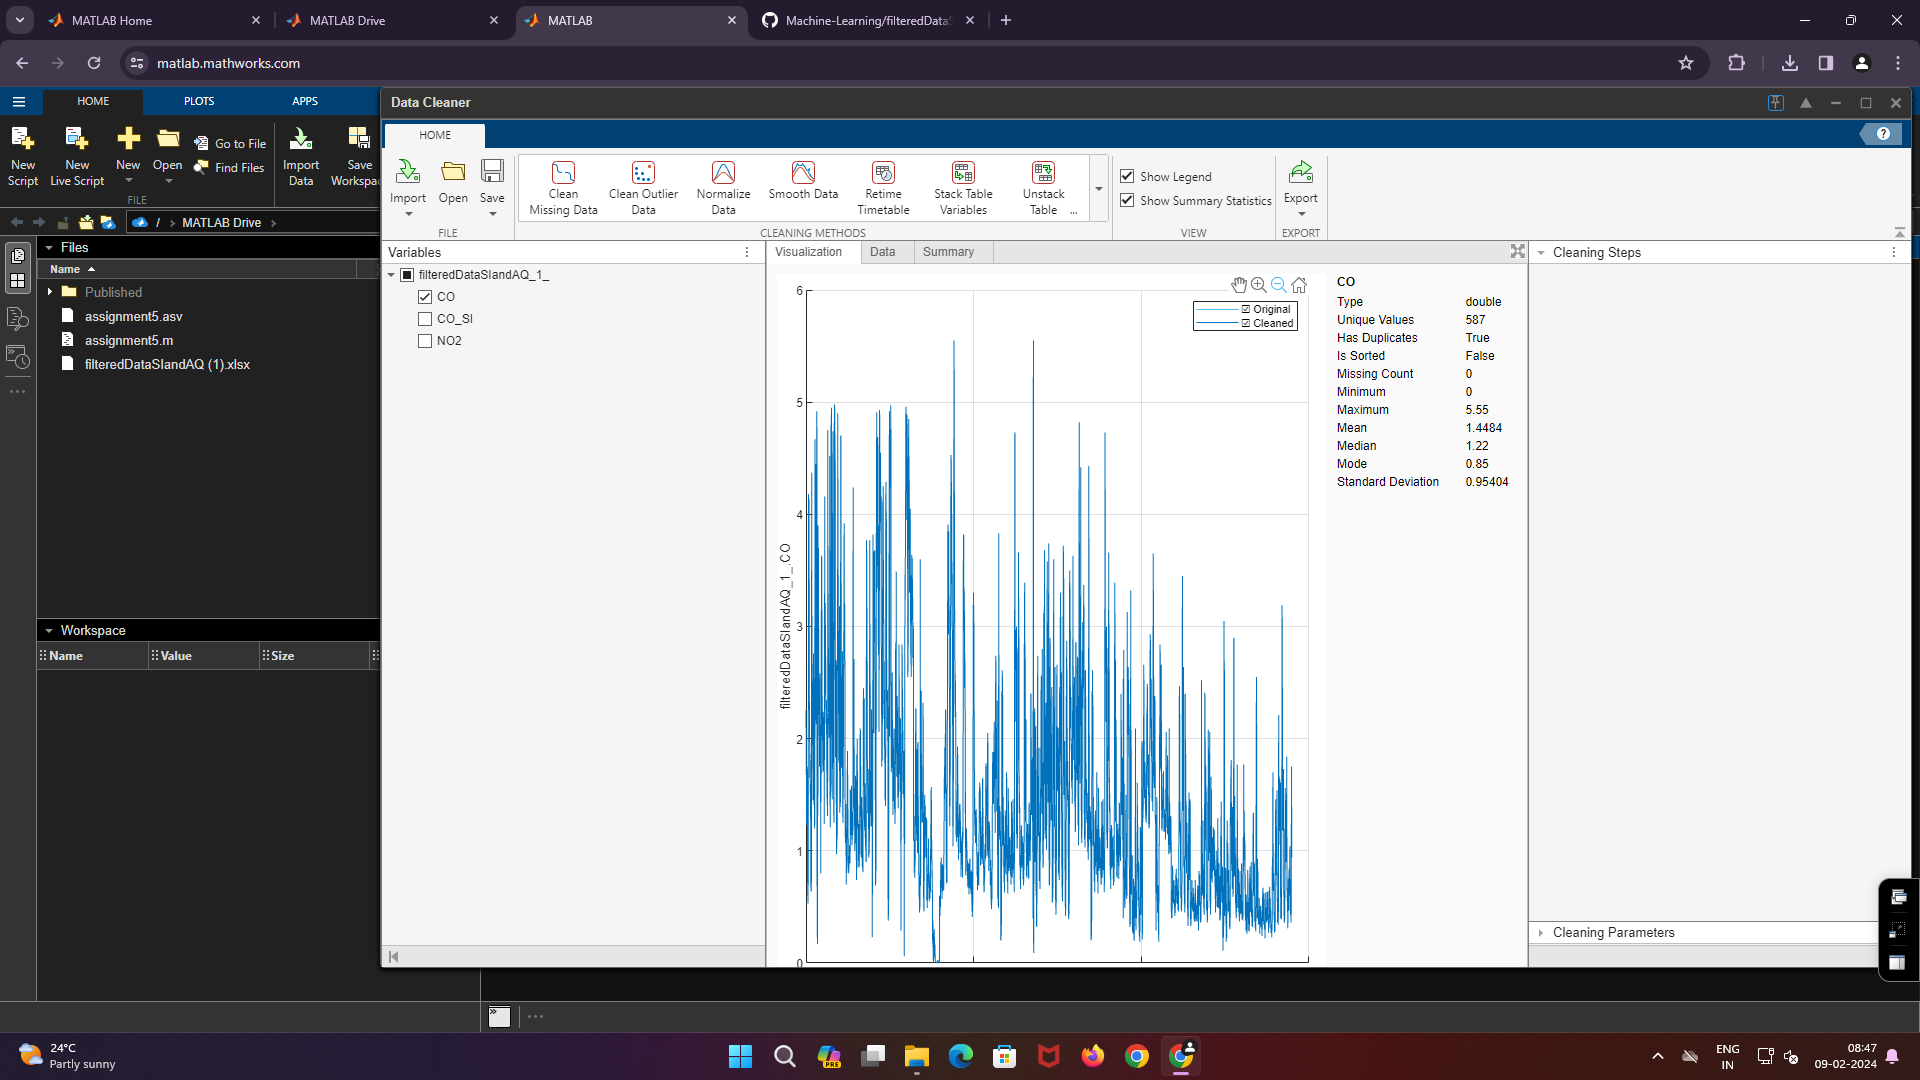 MATLAB Home
MATLAB Drive
MATLAB
Machine-Learning/filteredDataS
matlab.mathworks.com
HOME
PLOTS
APPS
New Script
New Live Script
New
Open
Go to File
Find Files
Import Data
Save Workspac
FILE
/ MATLAB Drive
Files
Name
Published
assignment5.asv
assignment5.m
filteredDataSIandAQ (1).xlsx
Workspace
Name Value Size
Data Cleaner
HOME
?
Import
Open
Save
FILE
Clean Missing Data
Clean Outlier Data
Normalize Data
Smooth Data
Retime Timetable
Stack Table Variables
Unstack Table ...
CLEANING METHODS
Show Legend
Show Summary Statistics
VIEW
Export
EXPORT
Variables
filteredDataSIandAQ_1_
CO
CO_SI
NO2
Visualization
Data
Summary
filteredDataSIandAQ_1_.CO
6
5
4
3
2
1
0
Original
Cleaned
CO
Type double
Unique Values 587
Has Duplicates True
Is Sorted False
Missing Count 0
Minimum 0
Maximum 5.55
Mean 1.4484
Median 1.22
Mode 0.85
Standard Deviation 0.95404
Cleaning Steps
Cleaning Parameters
24°C
Partly sunny
PRE
ENG
IN
08:47
09-02-2024